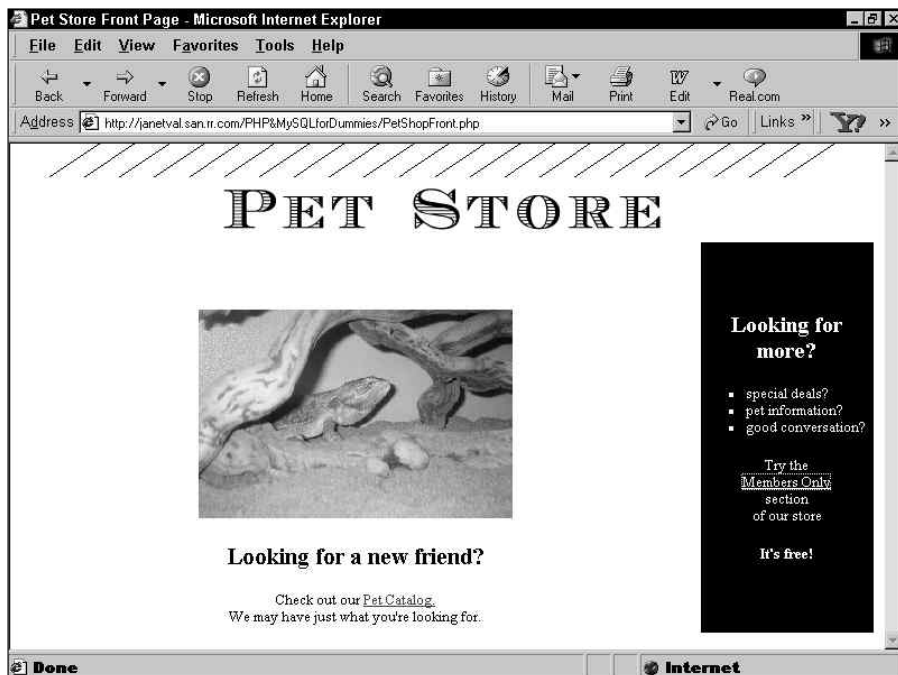 Pet Store Front Page - Microsoft Internet Explorer
File Edit View Favorites Tools Help
Back Forward Stop Refresh Home Search Favorites History Mail Print Edit Real.com
Address http://janetval.san.rr.com/PHP&MySQLforDummies/PetShopFront.php Go Links » Y? »
PET STORE
Looking for
more?
special deals?
pet information?
good conversation?
Try the
Members Only
section
of our store
It's free!
Looking for a new friend?
Check out our Pet Catalog.
We may have just what you're looking for.
Done Internet